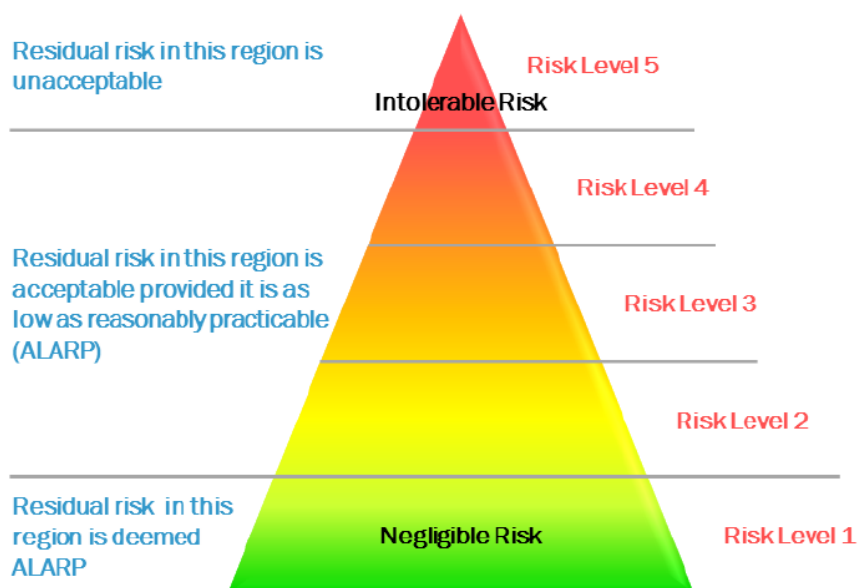 Residual risk in this region is
unacceptable
Risk Level 5
Intolerable Risk
Risk Level 4
Residual risk in this region is
acceptable provided it is as
low as reasonably practicable
(ALARP)
Risk Level 3
Risk Level 2
Residual risk in this
region is deemed
ALARP
Negligible Risk
Risk Level 1